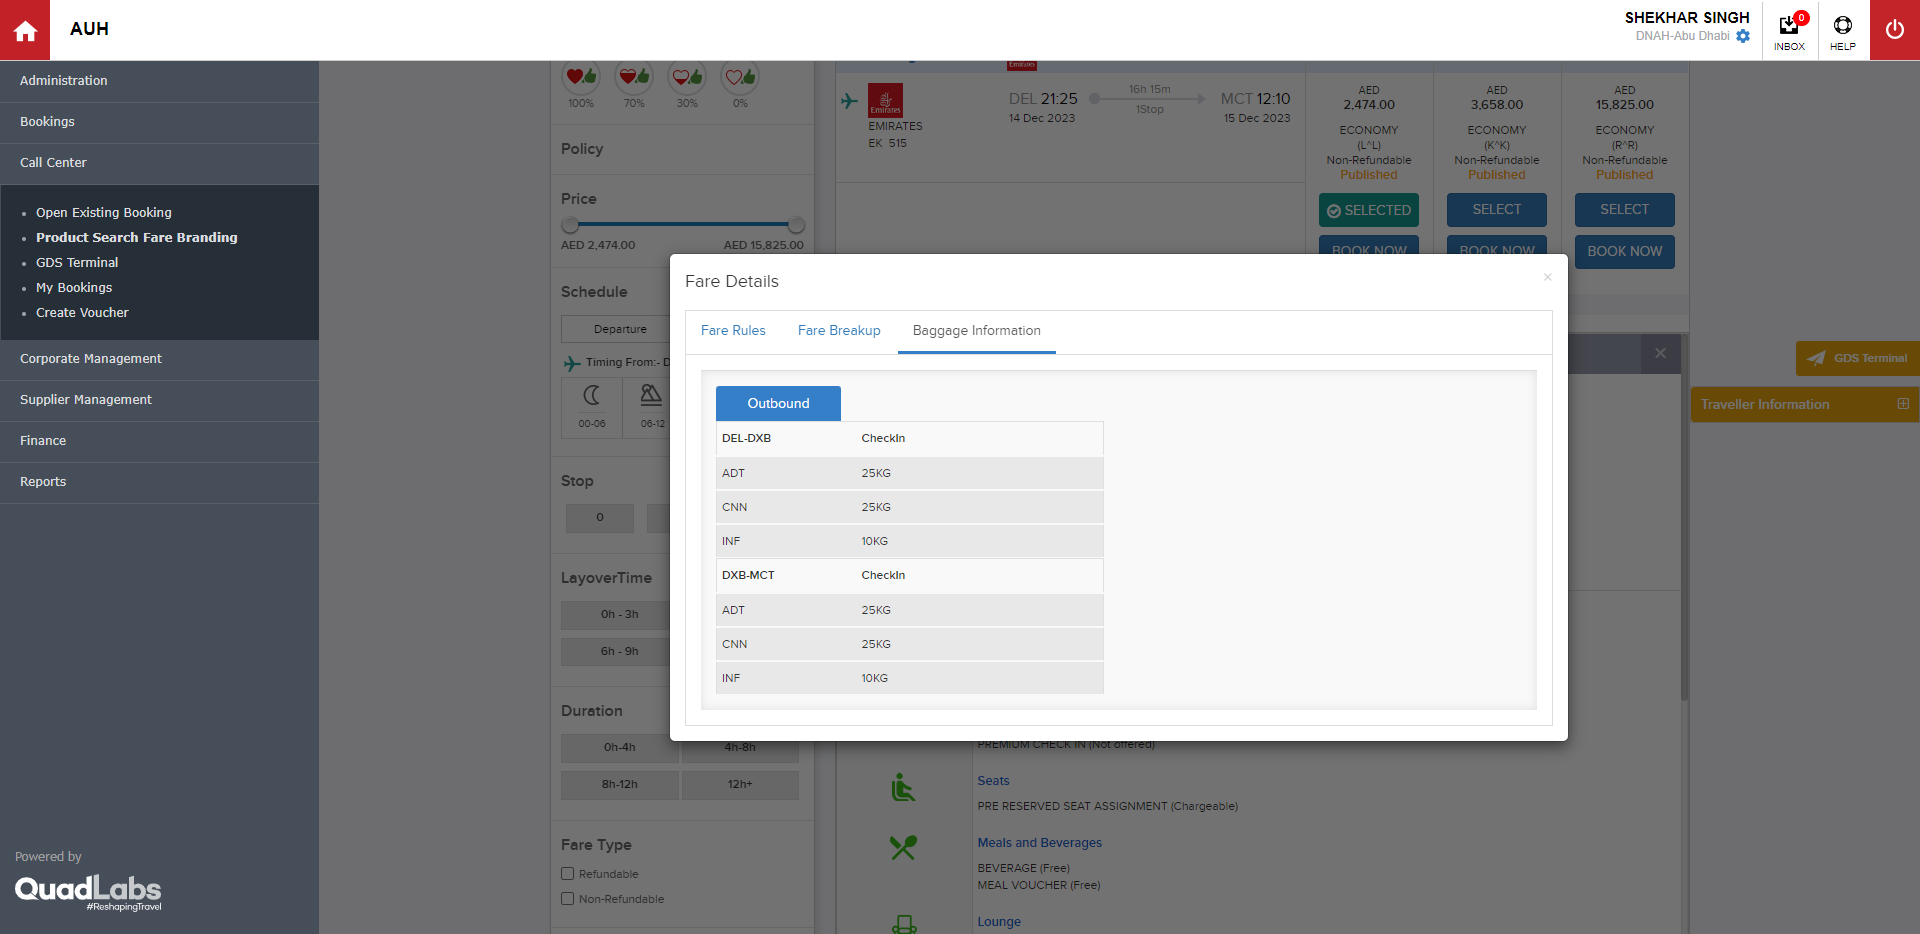 AUH
SHEKHAR SINGH
DNAH-Abu Dhabi
0
INBOX
HELP
Administration
Bookings
Call Center
Open Existing Booking
Product Search Fare Branding
GDS Terminal
My Bookings
Create Voucher
Corporate Management
Supplier Management
Finance
Reports
Powered by
QuadLabs
#ReshapingTravel
100%
70%
30%
0%
Policy
Price
AED 2,474.00
AED 15,825.00
Schedule
Departure
Timing From:- D
00-06
06-12
Stop
0
LayoverTime
0h - 3h
6h - 9h
Duration
0h-4h
4h-8h
8h-12h
12h+
Fare Type
Refundable
Non-Refundable
Emirates
EMIRATES
EK 515
DEL 21:25
14 Dec 2023
16h 15m
1Stop
MCT 12:10
15 Dec 2023
AED
2,474.00
ECONOMY
(L^L)
Non-Refundable
Published
SELECTED
BOOK NOW
AED
3,658.00
ECONOMY
(K^K)
Non-Refundable
Published
SELECT
BOOK NOW
AED
15,825.00
ECONOMY
(R^R)
Non-Refundable
Published
SELECT
BOOK NOW
Fare Details
×
Fare Rules
Fare Breakup
Baggage Information
Outbound
DEL-DXB CheckIn
ADT 25KG
CNN 25KG
INF 10KG
DXB-MCT CheckIn
ADT 25KG
CNN 25KG
INF 10KG
PREMIUM CHECK IN (Not offered)
Seats
PRE RESERVED SEAT ASSIGNMENT (Chargeable)
Meals and Beverages
BEVERAGE (Free)
MEAL VOUCHER (Free)
Lounge
GDS Terminal
Traveller Information